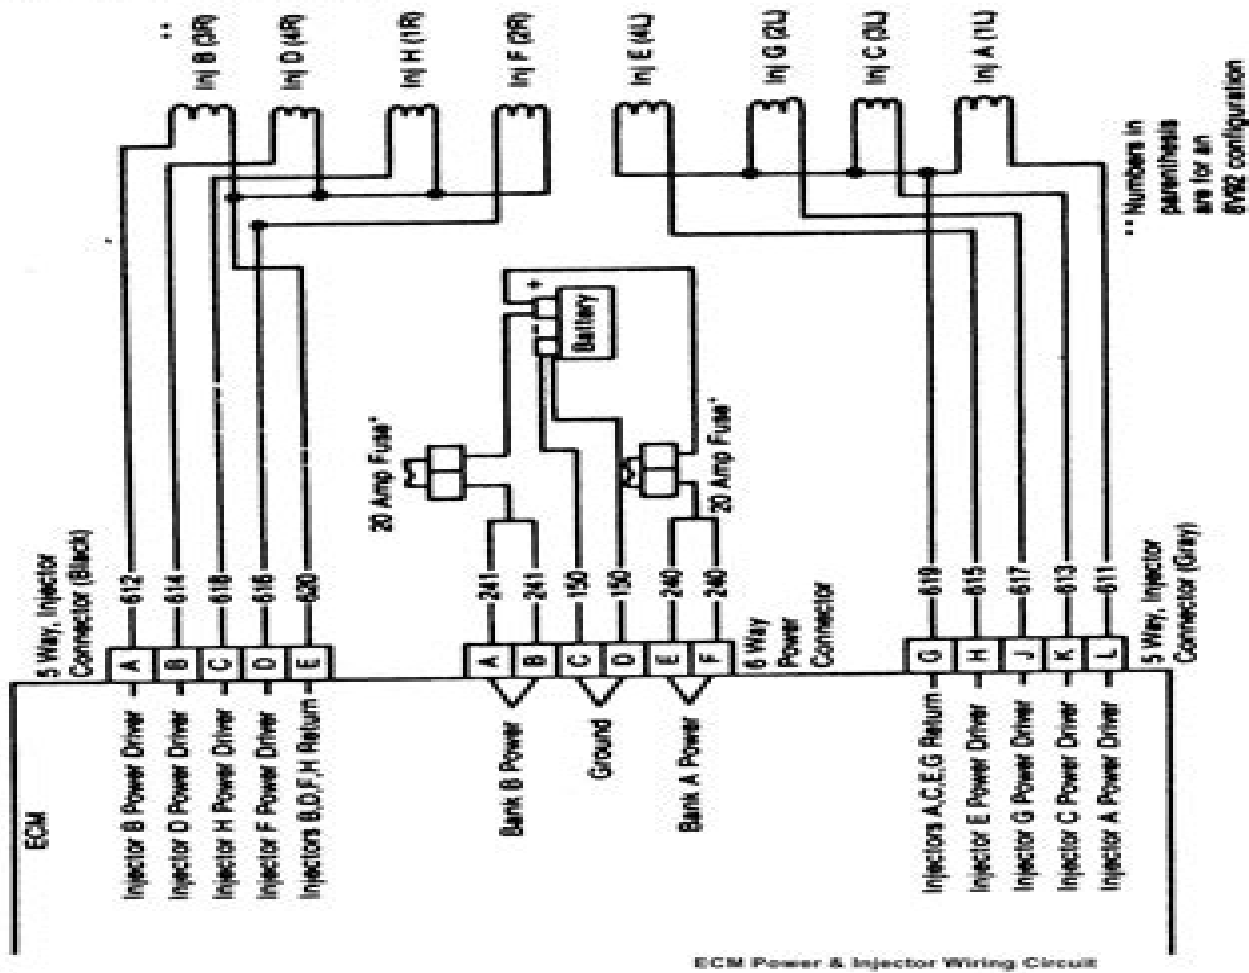 **
Inj B (3R)
Inj D (4R)
Inj H (1R)
Inj F (2R)
Inj E (4L)
Inj G (2L)
Inj C (3L)
Inj A (1L)
** Numbers in
parenthesis
are for an
8V92 configuration
+
-
Battery
20 Amp Fuse*
20 Amp Fuse*
5 Way, Injector
Connector (Black)
612
614
618
616
620
A
B
C
D
E
241
241
150
150
240
240
A
B
C
D
E
F
6 Way
Power
Connector
619
615
617
613
611
G
H
J
K
L
5 Way, Injector
Connector (Gray)
ECM
Injector B Power Driver
Injector D Power Driver
Injector H Power Driver
Injector F Power Driver
Injectors B,D,F,H Return
Bank B Power
Ground
Bank A Power
Injectors A,C,E,G Return
Injector E Power Driver
Injector G Power Driver
Injector C Power Driver
Injector A Power Driver
ECM Power & Injector Wiring Circuit